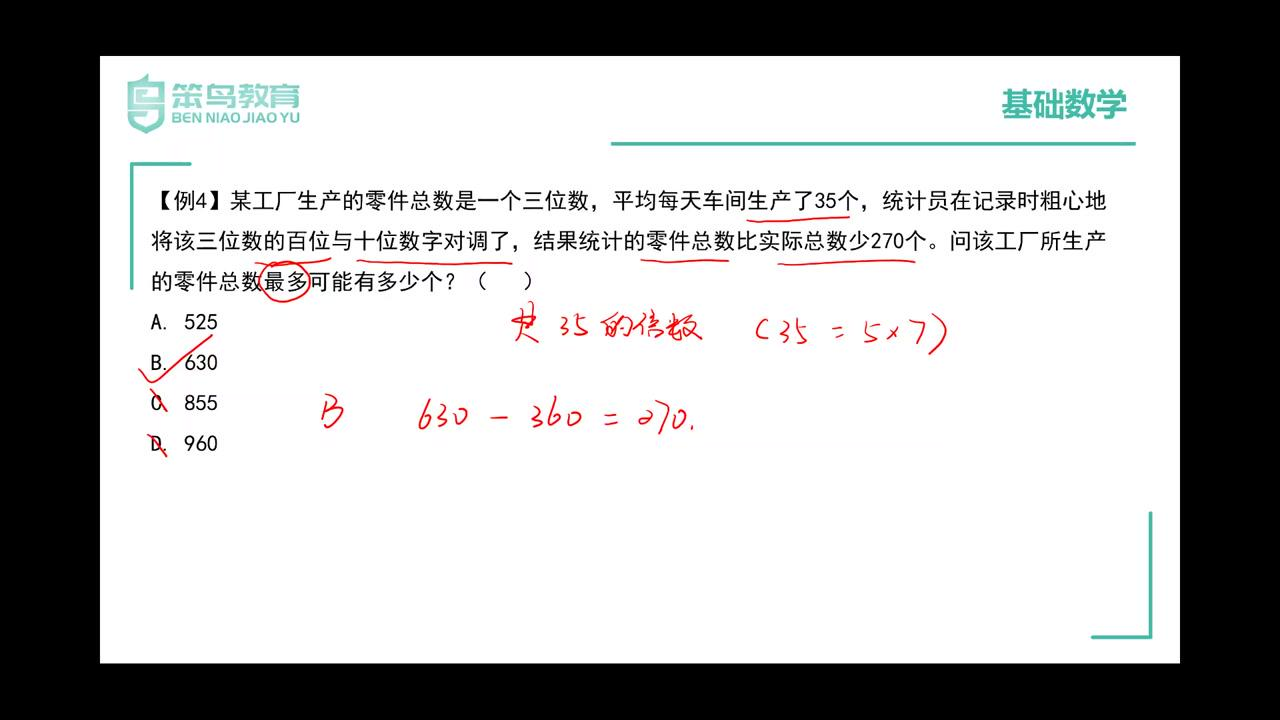 笨鸟教育
BEN NIAO JIAO YU
基础数学
【例4】某工厂生产的零件总数是一个三位数，平均每天车间生产了35个，统计员在记录时粗心地
将该三位数的百位与十位数字对调了，结果统计的零件总数比实际总数少270个。问该工厂所生产
的零件总数最多可能有多少个？（　　）
A. 525
共 35 的倍数 （35 = 5×7）
B. 630
C. 855
B 630 - 360 = 270.
D. 960